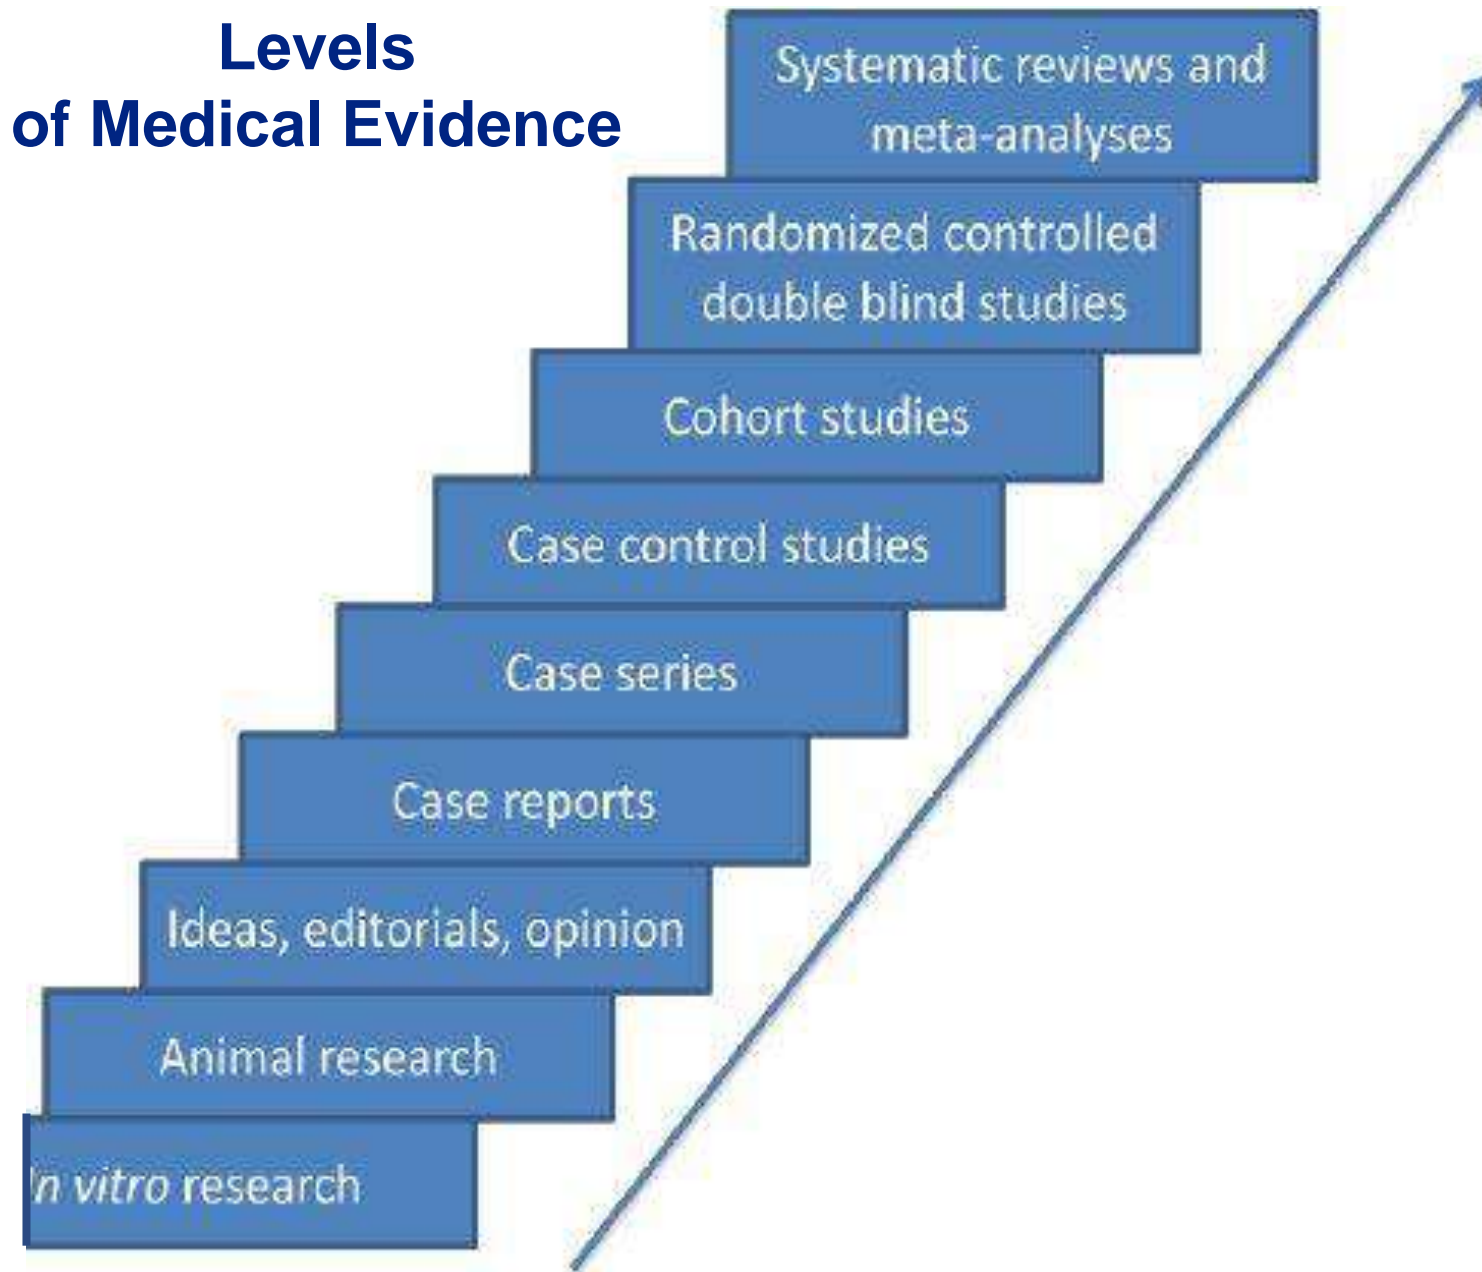 Levels
of Medical Evidence
Systematic reviews and
meta-analyses
Randomized controlled
double blind studies
Cohort studies
Case control studies
Case series
Case reports
Ideas, editorials, opinion
Animal research
In vitro research